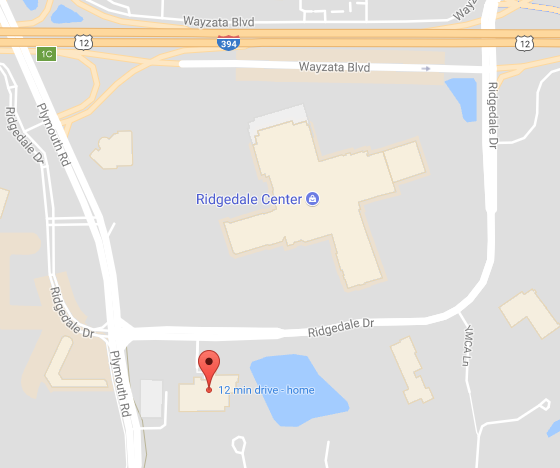 Wayzata Blvd
Wayz
1C
12
394
12
Wayzata Blvd
Ridgedale Dr
Plymouth Rd
Ridgedale Dr
Ridgedale Center
Ridgedale Dr
Ridgedale Dr
YMCA Ln
Plymouth Rd
12 min drive - home